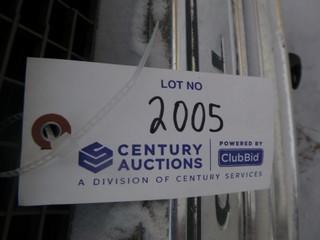 LOT NO
2005
CENTURY AUCTIONS
POWERED BY
ClubBid
A DIVISION OF CENTURY SERVICES